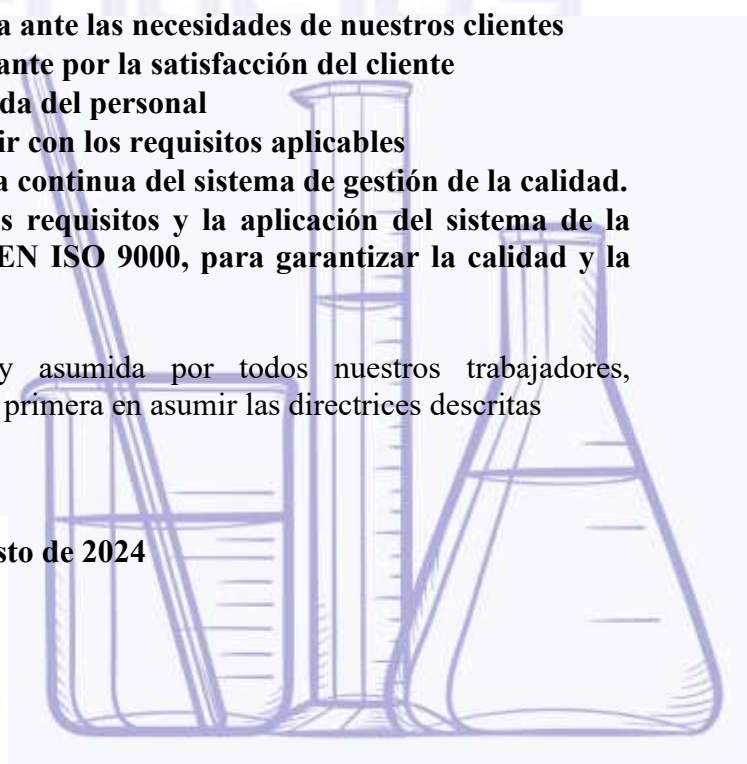 a ante las necesidades de nuestros clientes
ante por la satisfacción del cliente
da del personal
ir con los requisitos aplicables
a continua del sistema de gestión de la calidad.
s requisitos y la aplicación del sistema de la
EN ISO 9000, para garantizar la calidad y la
y asumida por todos nuestros trabajadores,
primera en asumir las directrices descritas
sto de 2024